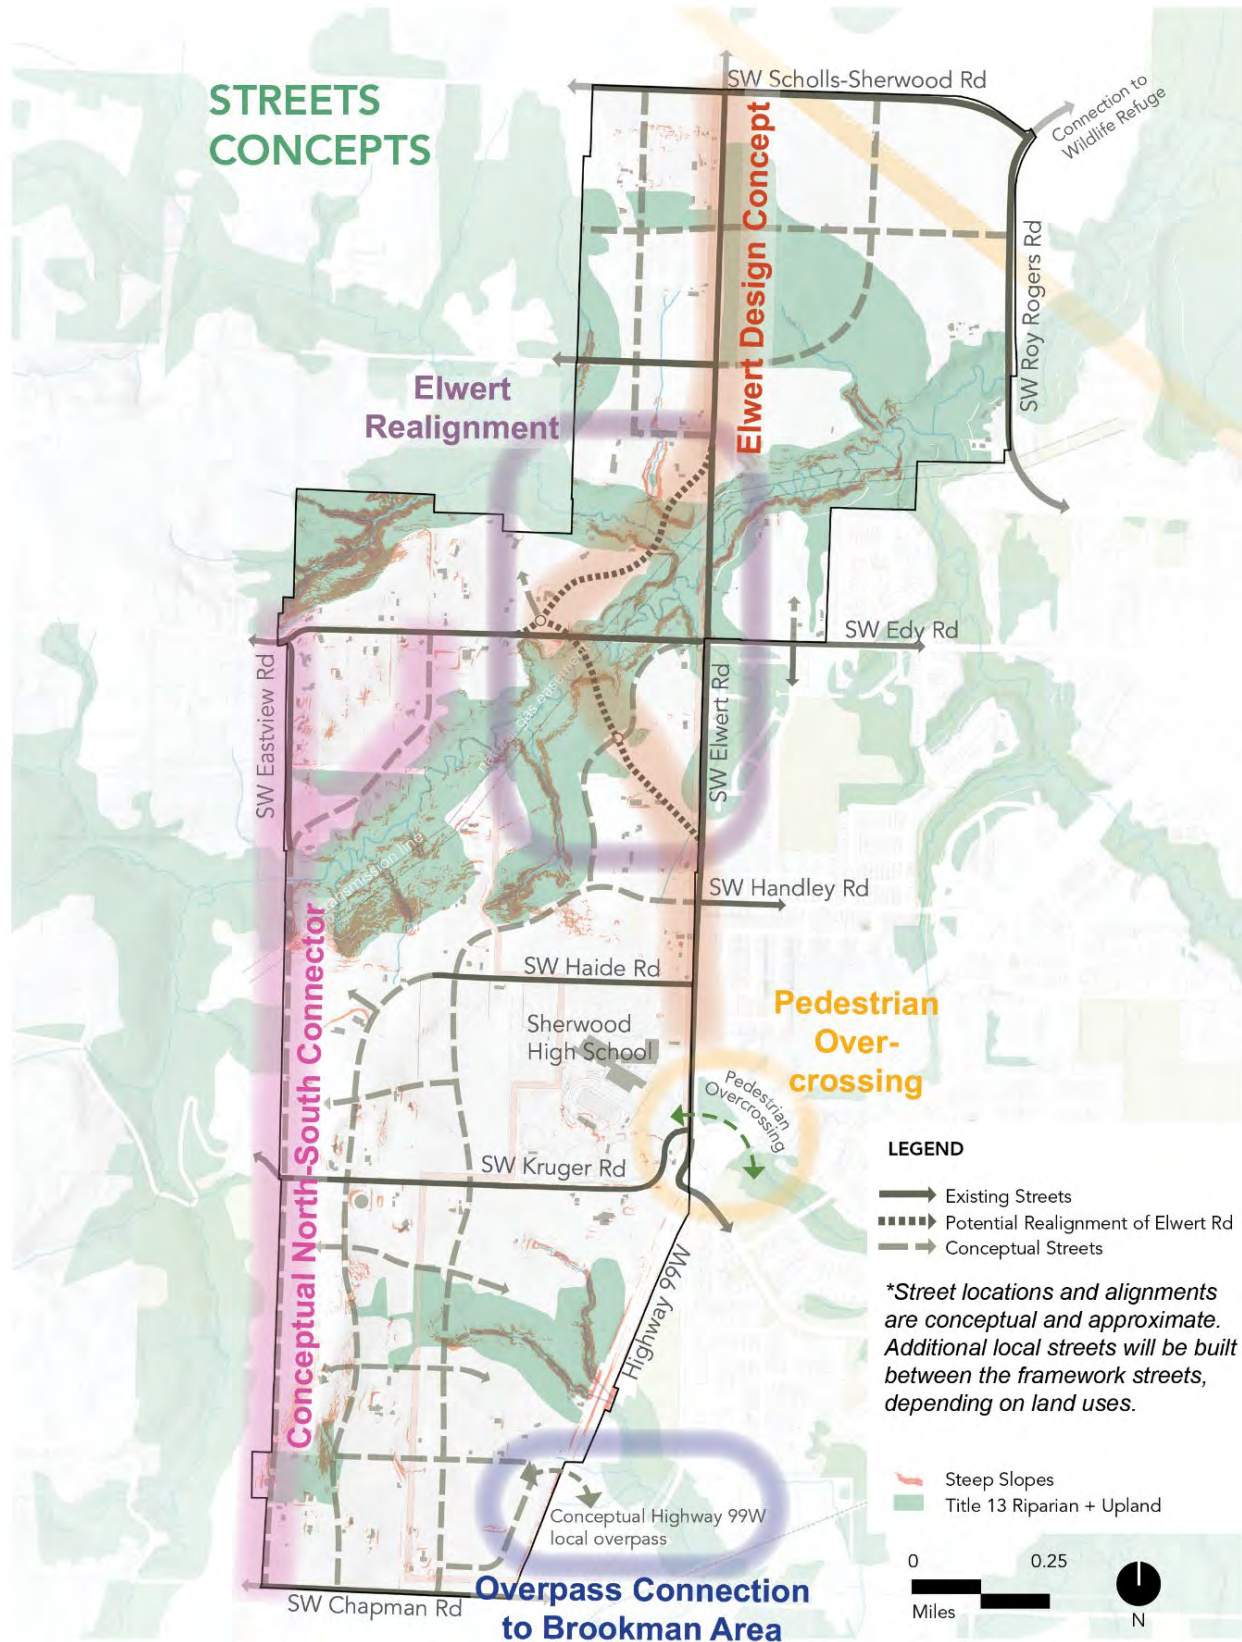 STREETS
CONCEPTS
SW Scholls-Sherwood Rd
Connection to
Wildlife Refuge
Elwert Design Concept
SW Roy Rogers Rd
Elwert
Realignment
SW Edy Rd
SW Eastview Rd
gas easement
SW Elwert Rd
transmission line
SW Handley Rd
SW Haide Rd
Conceptual North-South Connector
Sherwood
High School
Pedestrian
Over-
crossing
Pedestrian
Overcrossing
SW Kruger Rd
LEGEND
Existing Streets
Potential Realignment of Elwert Rd
Conceptual Streets
*Street locations and alignments
are conceptual and approximate.
Additional local streets will be built
between the framework streets,
depending on land uses.
Highway 99W
Steep Slopes
Title 13 Riparian + Upland
Conceptual Highway 99W
local overpass
0 0.25
Miles
N
Overpass Connection
to Brookman Area
SW Chapman Rd